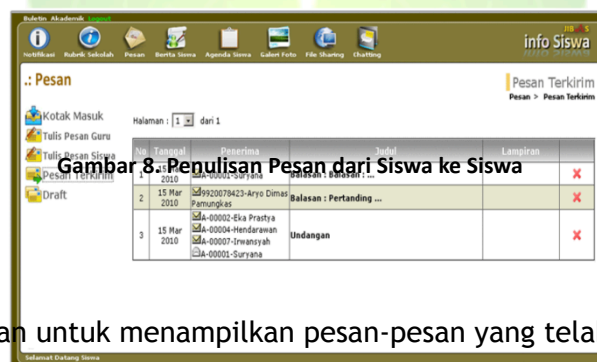 Buletin Akademik Logout
Notifikasi Rubrik Sekolah Pesan Berita Siswa Agenda Siswa Galeri Foto File Sharing Chatting
info Siswa
.: Pesan
Pesan Terkirim
Pesan > Pesan Terkirim
Kotak Masuk
Tulis Pesan Guru
Tulis Pesan Siswa
Pesan Terkirim
Draft
Halaman : 1 dari 1
No Tanggal Penerima Judul Lampiran
Gambar 8. Penulisan Pesan dari Siswa ke Siswa
1 15 Mar 2010 A-00001-Suryana Balasan : Balasan : ...
2 15 Mar 2010 9920078423-Aryo Dimas Pamungkas Balasan : Pertanding ...
3 15 Mar 2010 A-00002-Eka Prastya
A-00004-Hendarawan
A-00007-Irwansyah
A-00001-Suryana
Undangan
an untuk menampilkan pesan-pesan yang tela
Selamat Datang Siswa